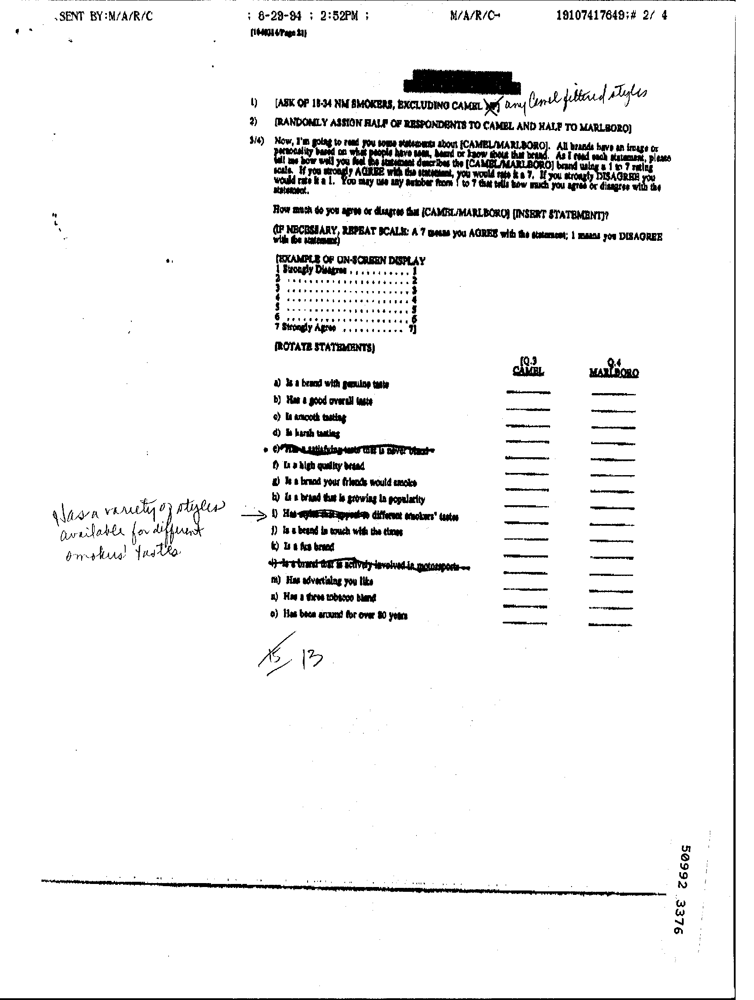 SENT BY:M/A/R/C ; 8-29-94 ; 2:52PM ; M/A/R/C→ 19107417649;# 2/ 4
1) [ASK OF 18-34 NM SMOKERS, EXCLUDING CAMEL any Camel filtered styles
2) [RANDOMLY ASSIGN HALF OF RESPONDENTS TO CAMEL AND HALF TO MARLBORO]
3/4) Now, I'm going to read you some statements about [CAMEL/MARLBORO]. All brands have an image or
personality based on what people have seen, heard or know about that brand. As I read each statement, please
tell me how well you feel the statement describes the [CAMEL/MARLBORO] brand using a 1 to 7 rating
scale. If you strongly AGREE with the statement, you would rate it a 7. If you strongly DISAGREE you
would rate it a 1. You may use any number from 1 to 7 that tells how much you agree or disagree with the
statement.
How much do you agree or disagree that [CAMEL/MARLBORO] [INSERT STATEMENT]?
(IF NECESSARY, REPEAT SCALE: A 7 means you AGREE with the statement; 1 means you DISAGREE
with the statement)
[EXAMPLE OF ON-SCREEN DISPLAY
1 Strongly Disagree . . . . . . . . . . 1
2 . . . . . . . . . . . . . . . . . . 2
3 . . . . . . . . . . . . . . . . . . 3
4 . . . . . . . . . . . . . . . . . . 4
5 . . . . . . . . . . . . . . . . . . 5
6 . . . . . . . . . . . . . . . . . . 6
7 Strongly Agree . . . . . . . . . . 7]
[ROTATE STATEMENTS]
[Q.3 Q.4
CAMEL MARLBORO
a) Is a brand with genuine taste
b) Has a good overall taste
c) Is smooth tasting
d) Is harsh tasting
e) Has a satisfying taste that is never bland
f) Is a high quality brand
g) Is a brand your friends would smoke
h) Is a brand that is growing in popularity
Has a variety of styles
available for different
smokers' tastes
i) Has styles that appeal to different smokers' tastes
j) Is a brand in touch with the times
k) Is a fun brand
l) Is a brand that is actively involved in motorsports
m) Has advertising you like
n) Has a three tobacco blend
o) Has been around for over 80 years
15 13
50992 3376